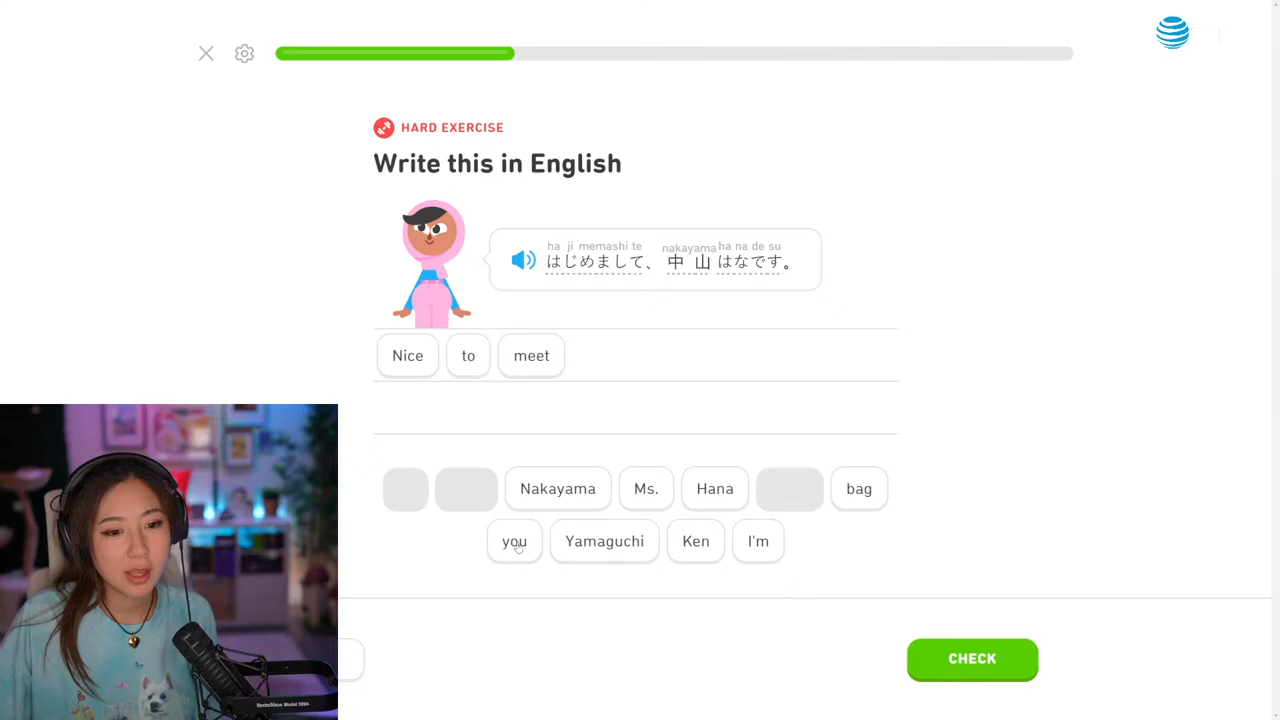 HARD EXERCISE
Write this in English
ha ji memashi te nakayama ha na de su
はじめまして、中山はなです。
Nice to meet
Nakayama Ms. Hana bag
you Yamaguchi Ken I'm
CHECK